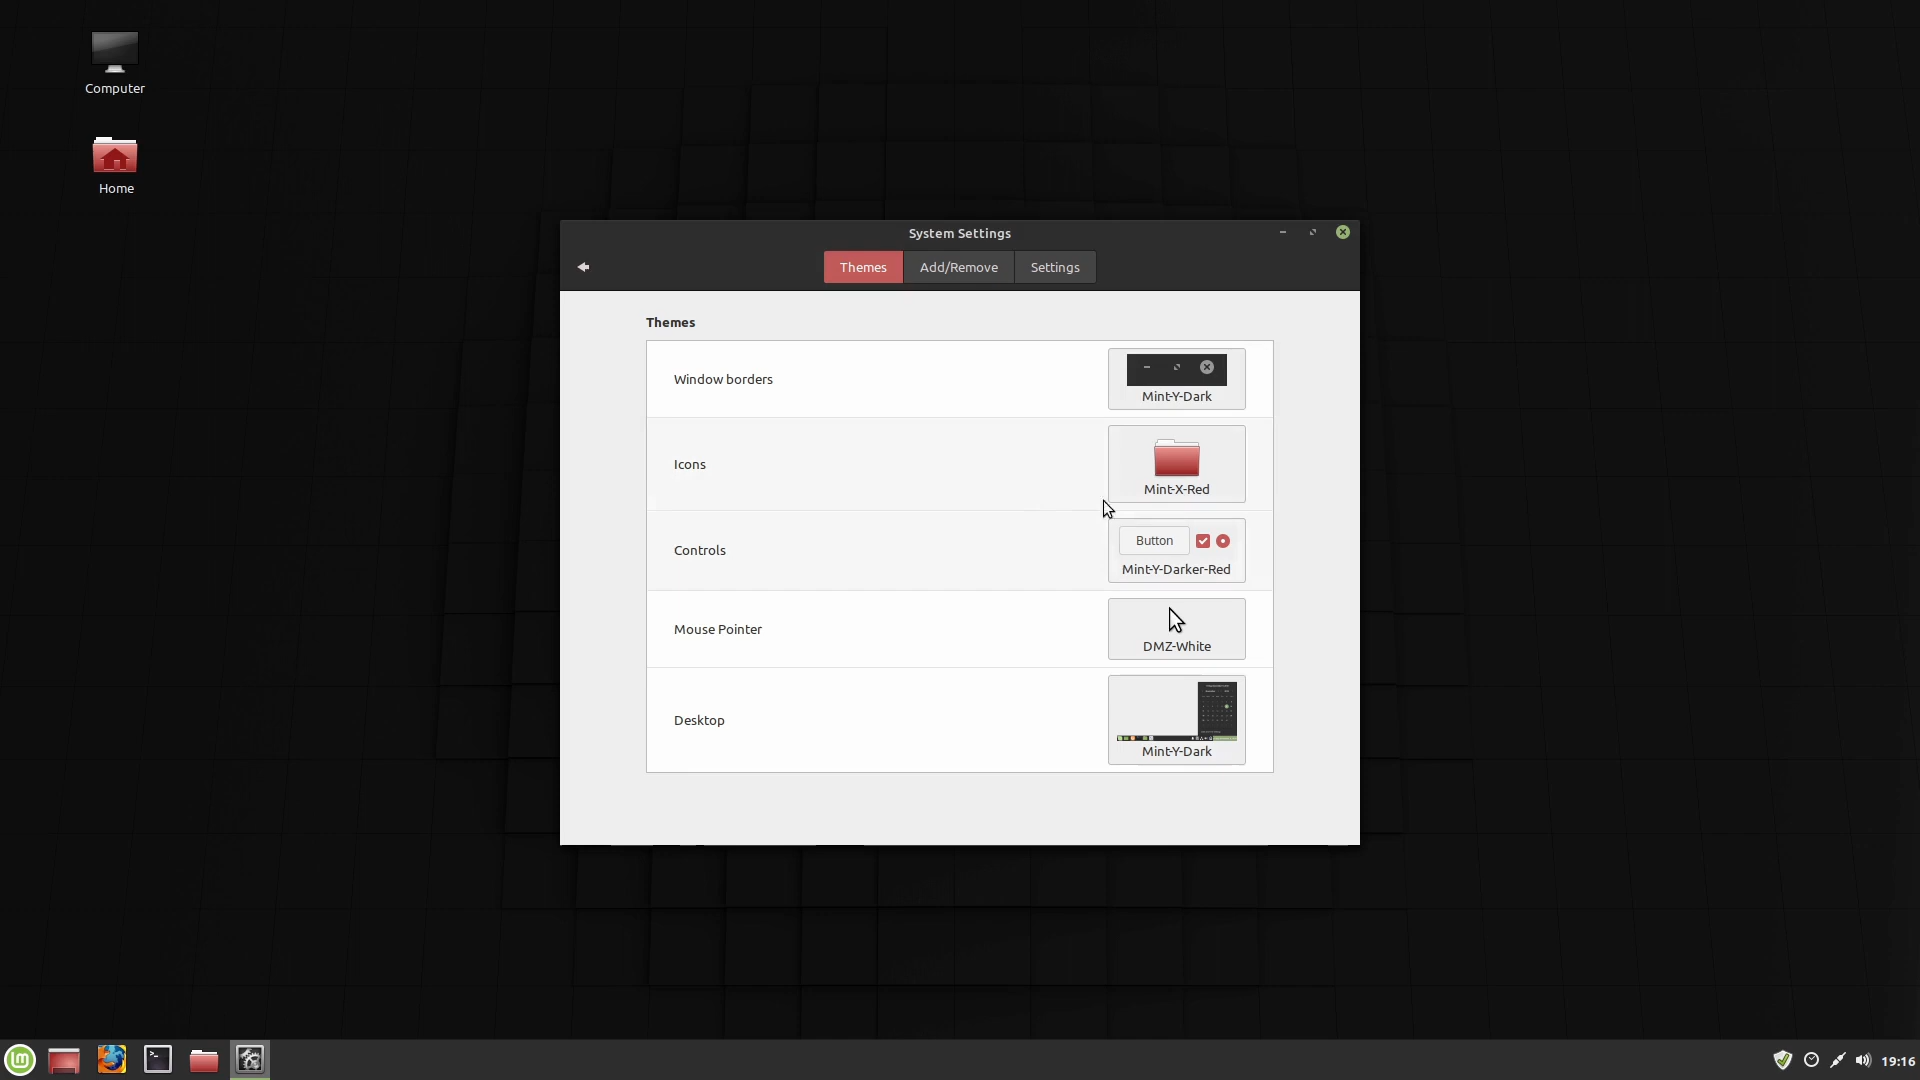 Computer
Home
System Settings
Themes
Add/Remove
Settings
Themes
Window borders
Mint-Y-Dark
Icons
Mint-X-Red
Controls
Button
Mint-Y-Darker-Red
Mouse Pointer
DMZ-White
Desktop
Mint-Y-Dark
19:16